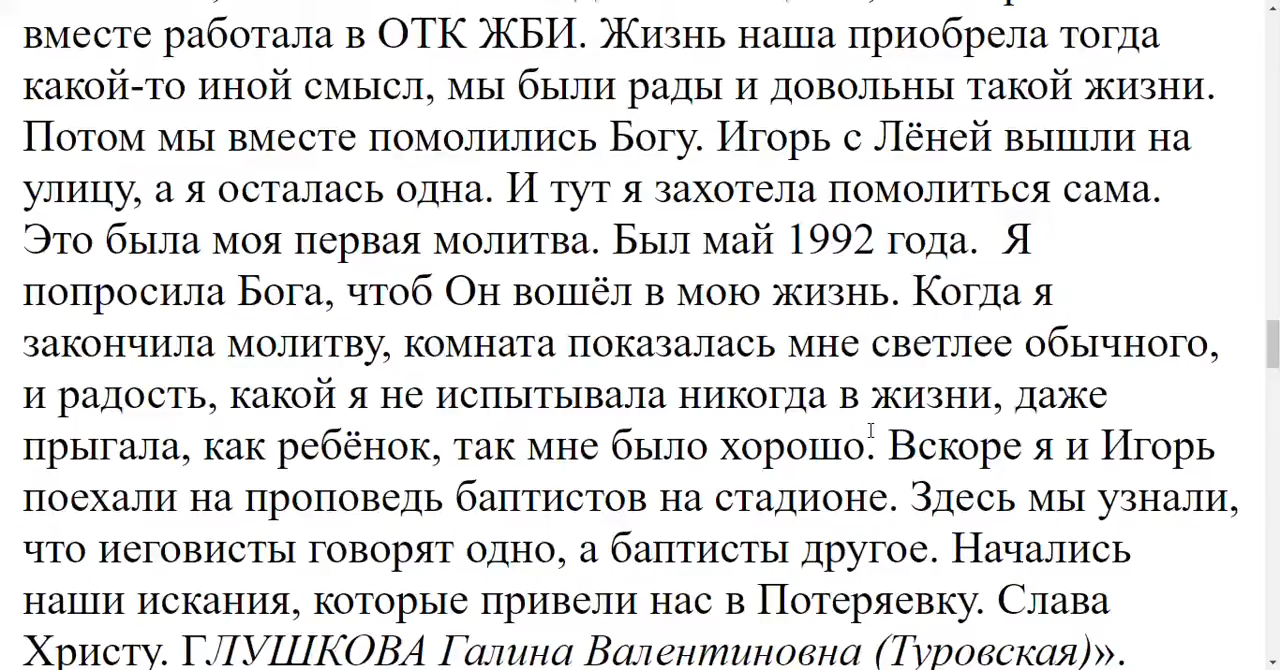 вместе работала в ОТК ЖБИ. Жизнь наша приобрела тогда
какой-то иной смысл, мы были рады и довольны такой жизни.
Потом мы вместе помолились Богу. Игорь с Лёней вышли на
улицу, а я осталась одна. И тут я захотела помолиться сама.
Это была моя первая молитва. Был май 1992 года.  Я
попросила Бога, чтоб Он вошёл в мою жизнь. Когда я
закончила молитву, комната показалась мне светлее обычного,
и радость, какой я не испытывала никогда в жизни, даже
прыгала, как ребёнок, так мне было хорошо. Вскоре я и Игорь
поехали на проповедь баптистов на стадионе. Здесь мы узнали,
что иеговисты говорят одно, а баптисты другое. Начались
наши искания, которые привели нас в Потеряевку. Слава
Христу. ГЛУШКОВА Галина Валентиновна (Туровская)».